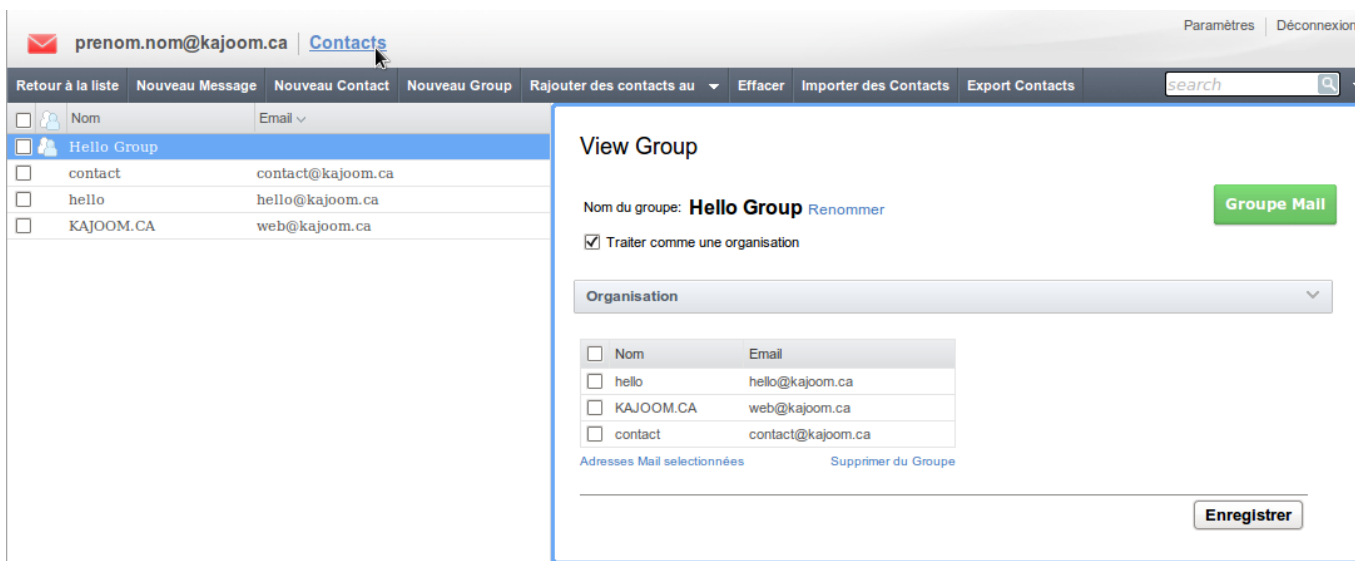 Paramètres Déconnexion
prenom.nom@kajoom.ca Contacts
Retour à la liste Nouveau Message Nouveau Contact Nouveau Group Rajouter des contacts au Effacer Importer des Contacts Export Contacts search
Nom Email
Hello Group
contact contact@kajoom.ca
hello hello@kajoom.ca
KAJOOM.CA web@kajoom.ca
View Group
Nom du groupe: Hello Group Renommer
Groupe Mail
Traiter comme une organisation
Organisation
Nom Email
hello hello@kajoom.ca
KAJOOM.CA web@kajoom.ca
contact contact@kajoom.ca
Adresses Mail selectionnées Supprimer du Groupe
Enregistrer